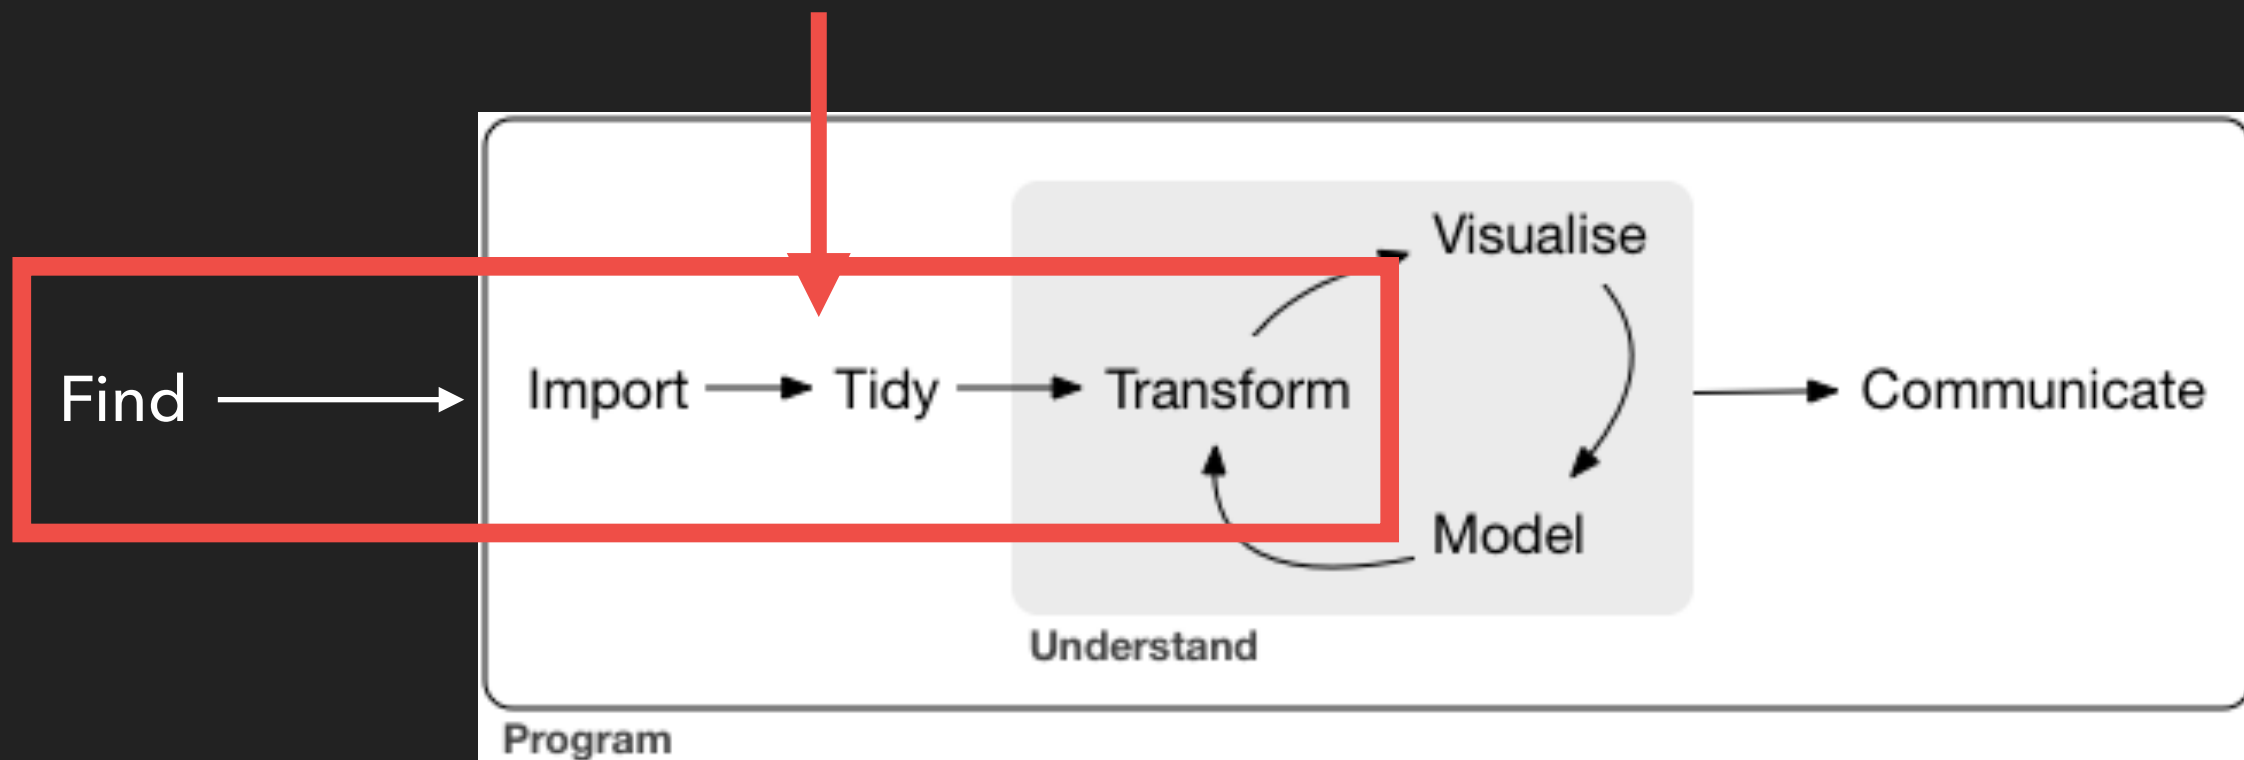 Visualise
Find
Import
Tidy
Transform
Communicate
Model
Understand
Program